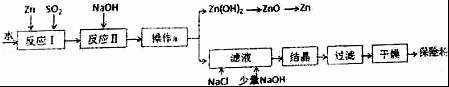 Zn SO₂ NaOH
水 反应Ⅰ 反应Ⅱ 操作a Zn(OH)₂ ZnO Zn
滤液 结晶 过滤 干燥 保险粉
NaCl 少量NaOH